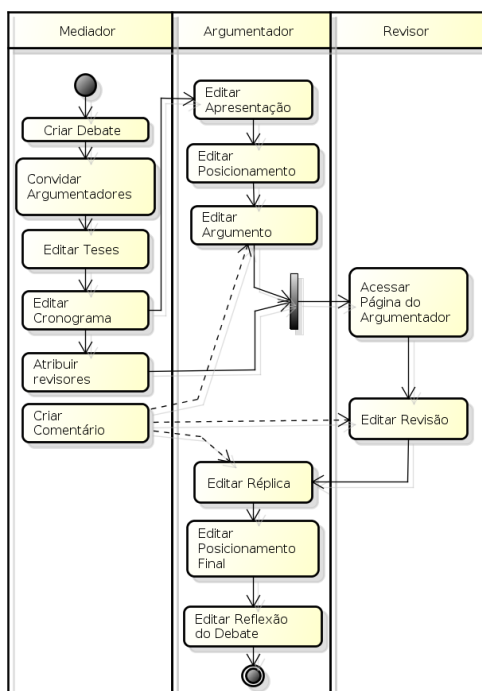 Mediador
Argumentador
Revisor
Criar Debate
Convidar
Argumentadores
Editar Teses
Editar
Cronograma
Atribuir
revisores
Criar
Comentário
Editar
Apresentação
Editar
Posicionamento
Editar
Argumento
Editar Réplica
Editar
Posicionamento
Final
Editar Reflexão
do Debate
Acessar
Página do
Argumentador
Editar Revisão